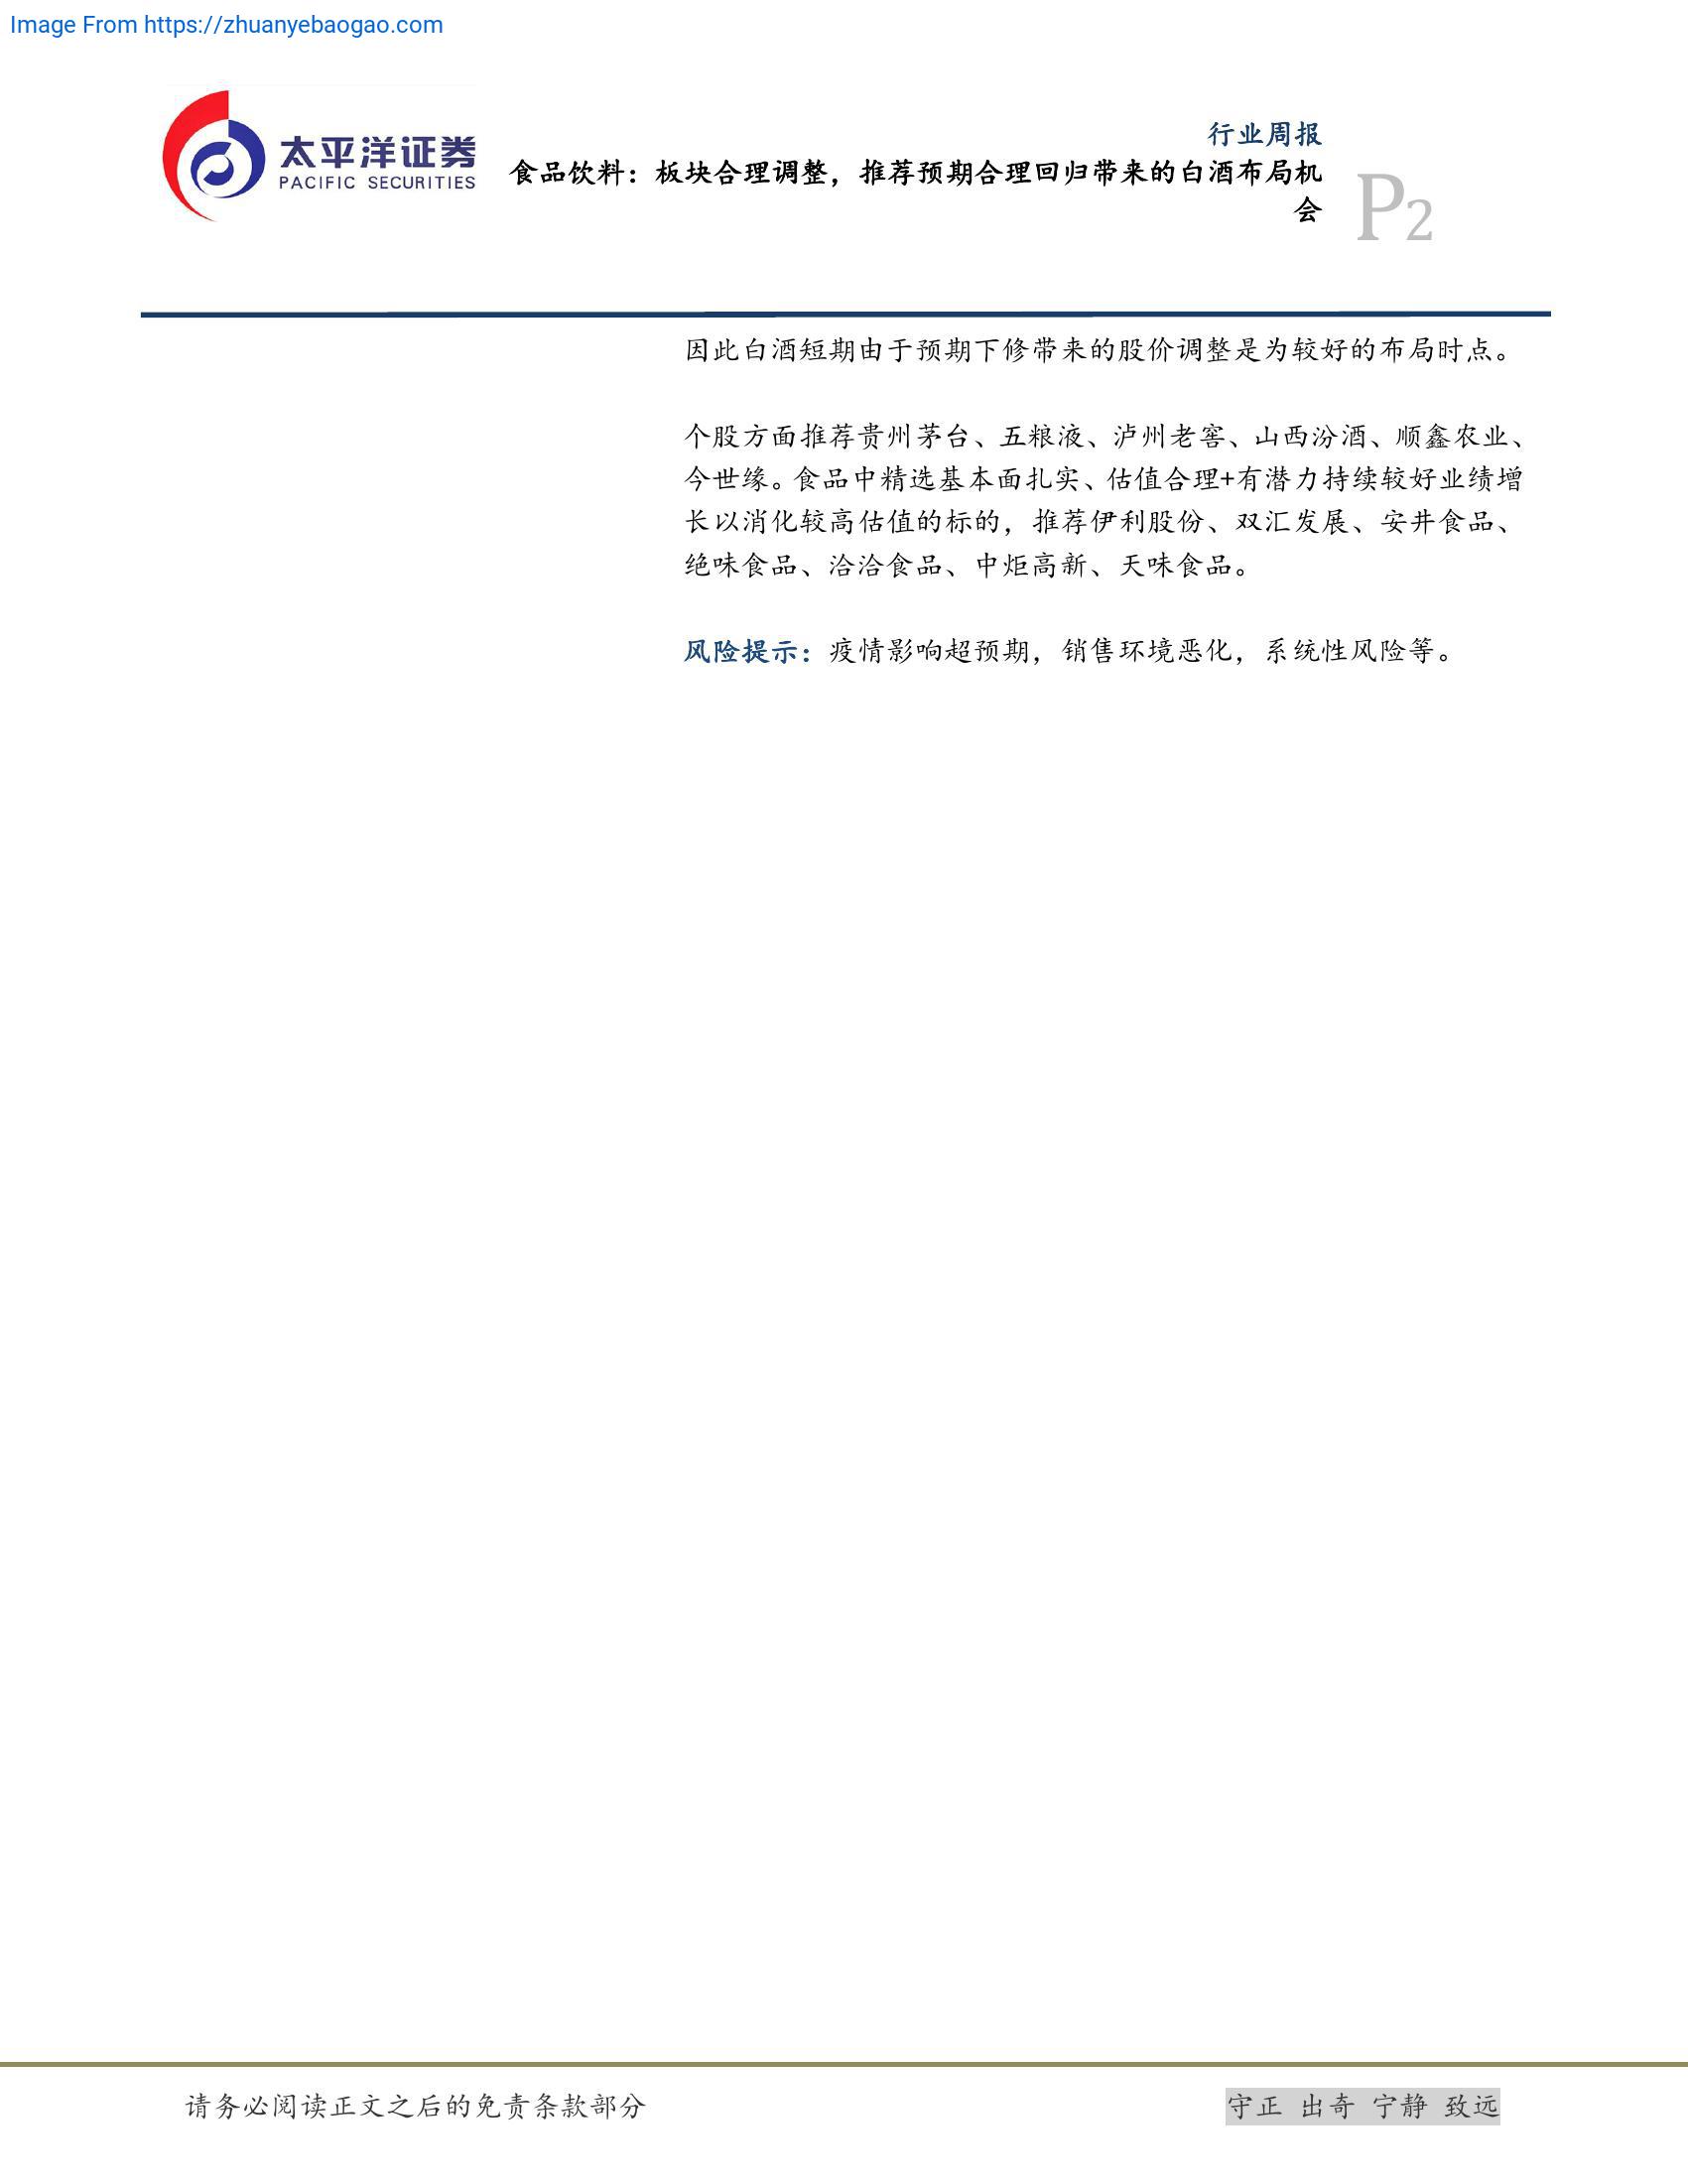 Image From https://zhuanyebaogao.com
太平洋证券
PACIFIC SECURITIES
行业周报
食品饮料：板块合理调整，推荐预期合理回归带来的白酒布局机
会
P2
因此白酒短期由于预期下修带来的股价调整是为较好的布局时点。
个股方面推荐贵州茅台、五粮液、泸州老窖、山西汾酒、顺鑫农业、
今世缘。食品中精选基本面扎实、估值合理+有潜力持续较好业绩增
长以消化较高估值的标的，推荐伊利股份、双汇发展、安井食品、
绝味食品、洽洽食品、中炬高新、天味食品。
风险提示：疫情影响超预期，销售环境恶化，系统性风险等。
请务必阅读正文之后的免责条款部分
守正 出奇 宁静 致远